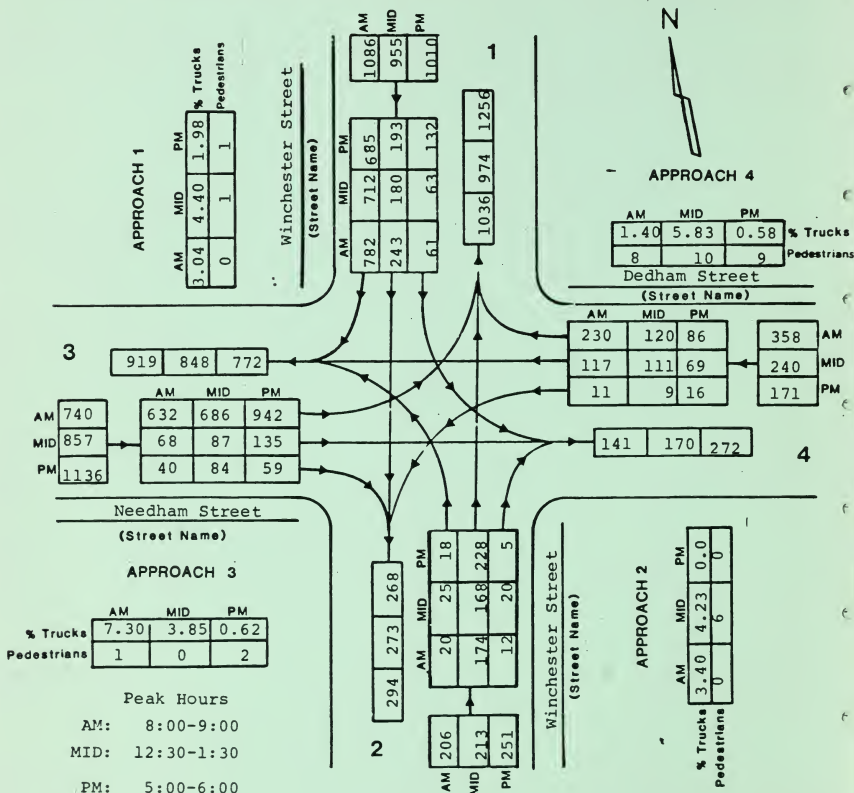 AM MID PM
1086 955 1010
1
N
APPROACH 1
% Trucks
Pedestrians
AM MID PM
3.04 4.40 1.98
0 1 1
Winchester Street
(Street Name)
PM 685 193 132
MID 712 180 63
AM 782 243 61
1036 974 1256
APPROACH 4
AM MID PM
1.40 5.83 0.58 % Trucks
8 10 9 Pedestrians
Dedham Street
(Street Name)
AM MID PM
230 120 86
117 111 69
11 9 16
358 AM
240 MID
171 PM
3
919 848 772
AM MID PM
AM 740
MID 857
PM 1136
632 686 942
68 87 135
40 84 59
141 170 272
4
Needham Street
(Street Name)
APPROACH 3
AM MID PM
% Trucks 7.30 3.85 0.62
Pedestrians 1 0 2
Peak Hours
AM: 8:00-9:00
MID: 12:30-1:30
PM: 5:00-6:00
294 273 268
2
PM 18 228 5
MID 25 168 20
AM 20 174 12
206 213 251
AM MID PM
Winchester Street
(Street Name)
APPROACH 2
AM MID PM
3.40 4.23 0.0
0 6 0
% Trucks
Pedestrians